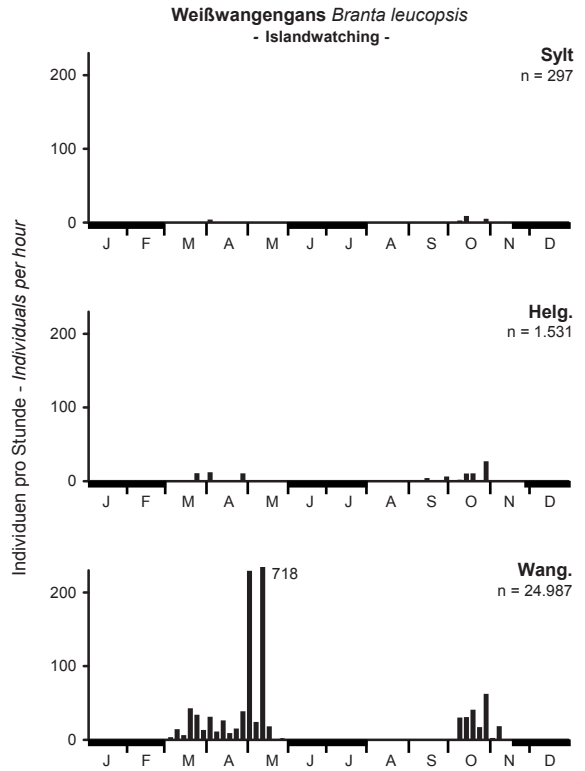 Weißwangengans Branta leucopsis
- Islandwatching -
Individuen pro Stunde - Individuals per hour
Sylt
n = 297
200
100
0
J F M A M J J A S O N D
Helg.
n = 1.531
200
100
0
J F M A M J J A S O N D
Wang.
n = 24.987
718
200
100
0
J F M A M J J A S O N D